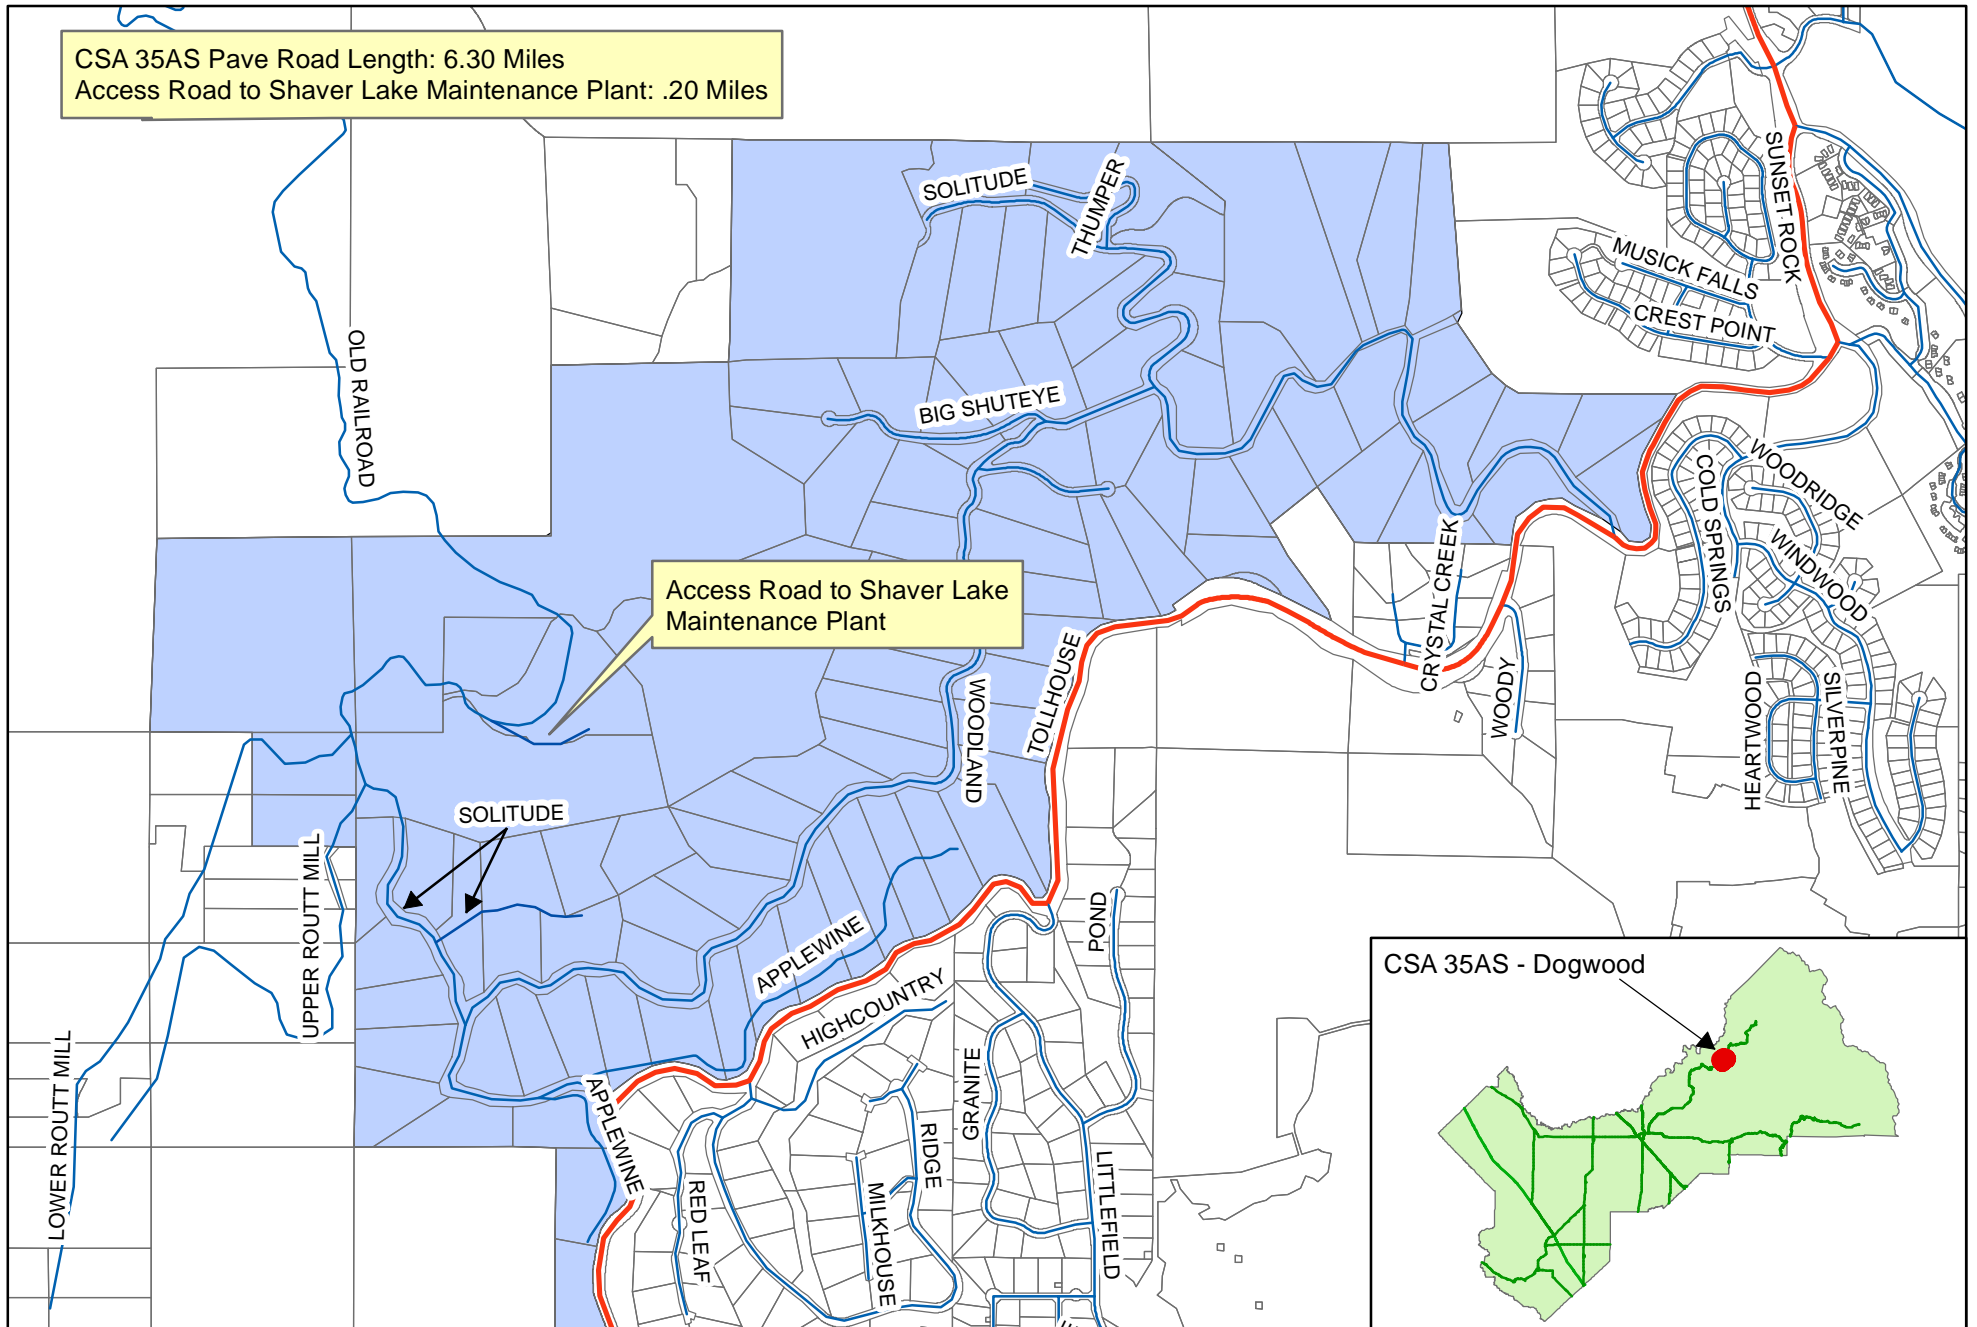 CSA 35AS Pave Road Length: 6.30 Miles
Access Road to Shaver Lake Maintenance Plant: .20 Miles
SOLITUDE
THUMPER
SUNSET ROCK
MUSICK FALLS
CREST POINT
OLD RAILROAD
BIG SHUTEYE
WOODRIDGE
COLD SPRINGS
WINDWOOD
CRYSTAL CREEK
Access Road to Shaver Lake
Maintenance Plant
TOLLHOUSE
WOODLAND
WOODY
HEARTWOOD
SILVERPINE
SOLITUDE
UPPER ROUTT MILL
POND
APPLEWINE
HIGHCOUNTRY
CSA 35AS - Dogwood
LOWER ROUTT MILL
APPLEWINE
GRANITE
RIDGE
RED LEAF
MILKHOUSE
LITTLEFIELD